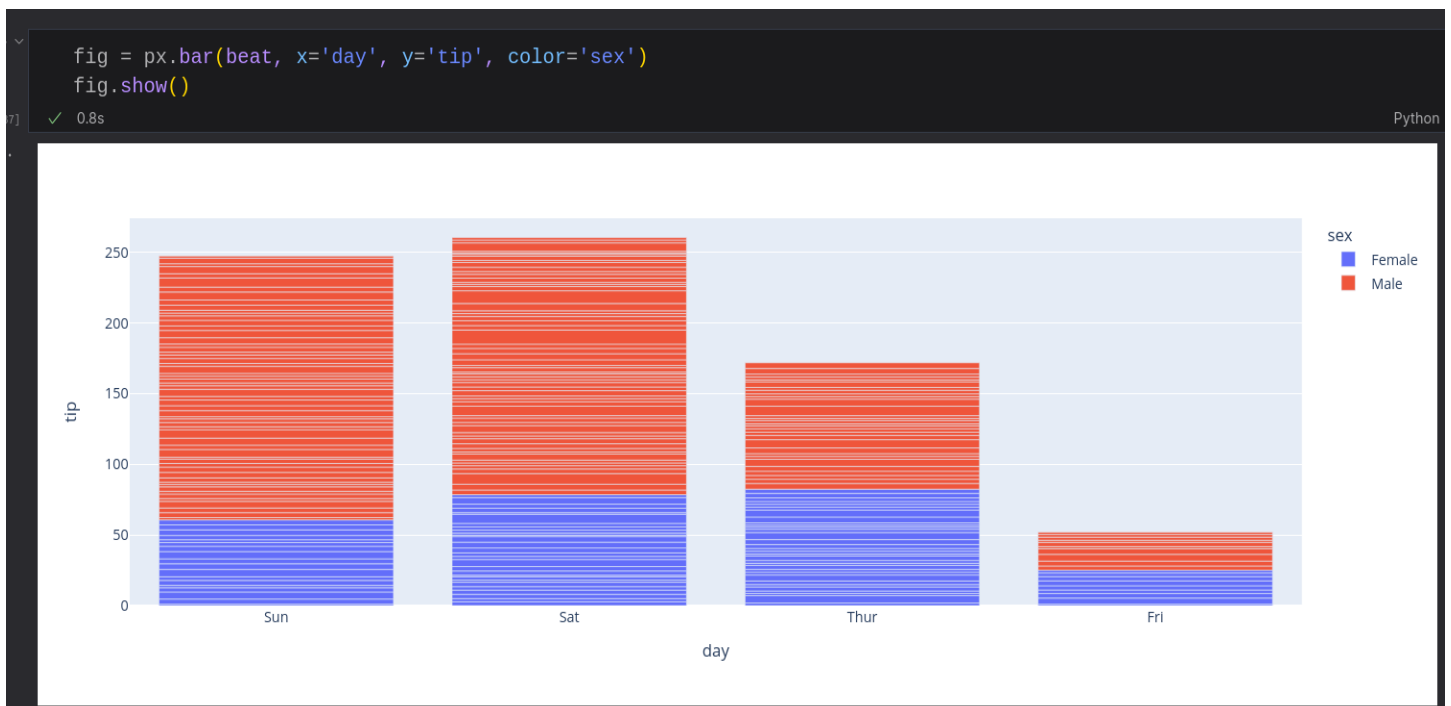 fig = px.bar(beat, x='day', y='tip', color='sex')
fig.show()
7]
0.8s
Python
250
200
150
100
50
0
tip
Sun Sat Thur Fri
day
sex
Female
Male